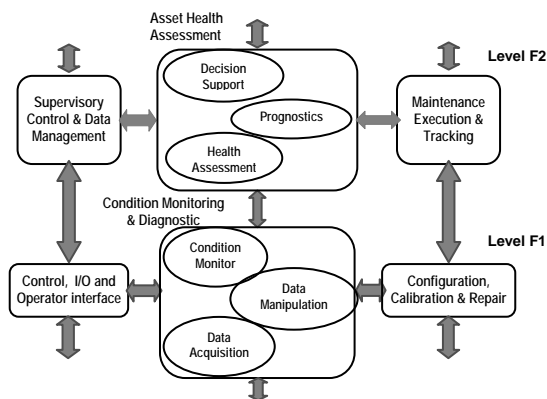 Asset Health
Assessment
Level F2
Decision
Support
Supervisory
Control & Data
Management
Prognostics
Maintenance
Execution &
Tracking
Health
Assessment
Condition Monitoring
& Diagnostic
Level F1
Condition
Monitor
Control, I/O and
Operator interface
Data
Manipulation
Configuration,
Calibration & Repair
Data
Acquisition